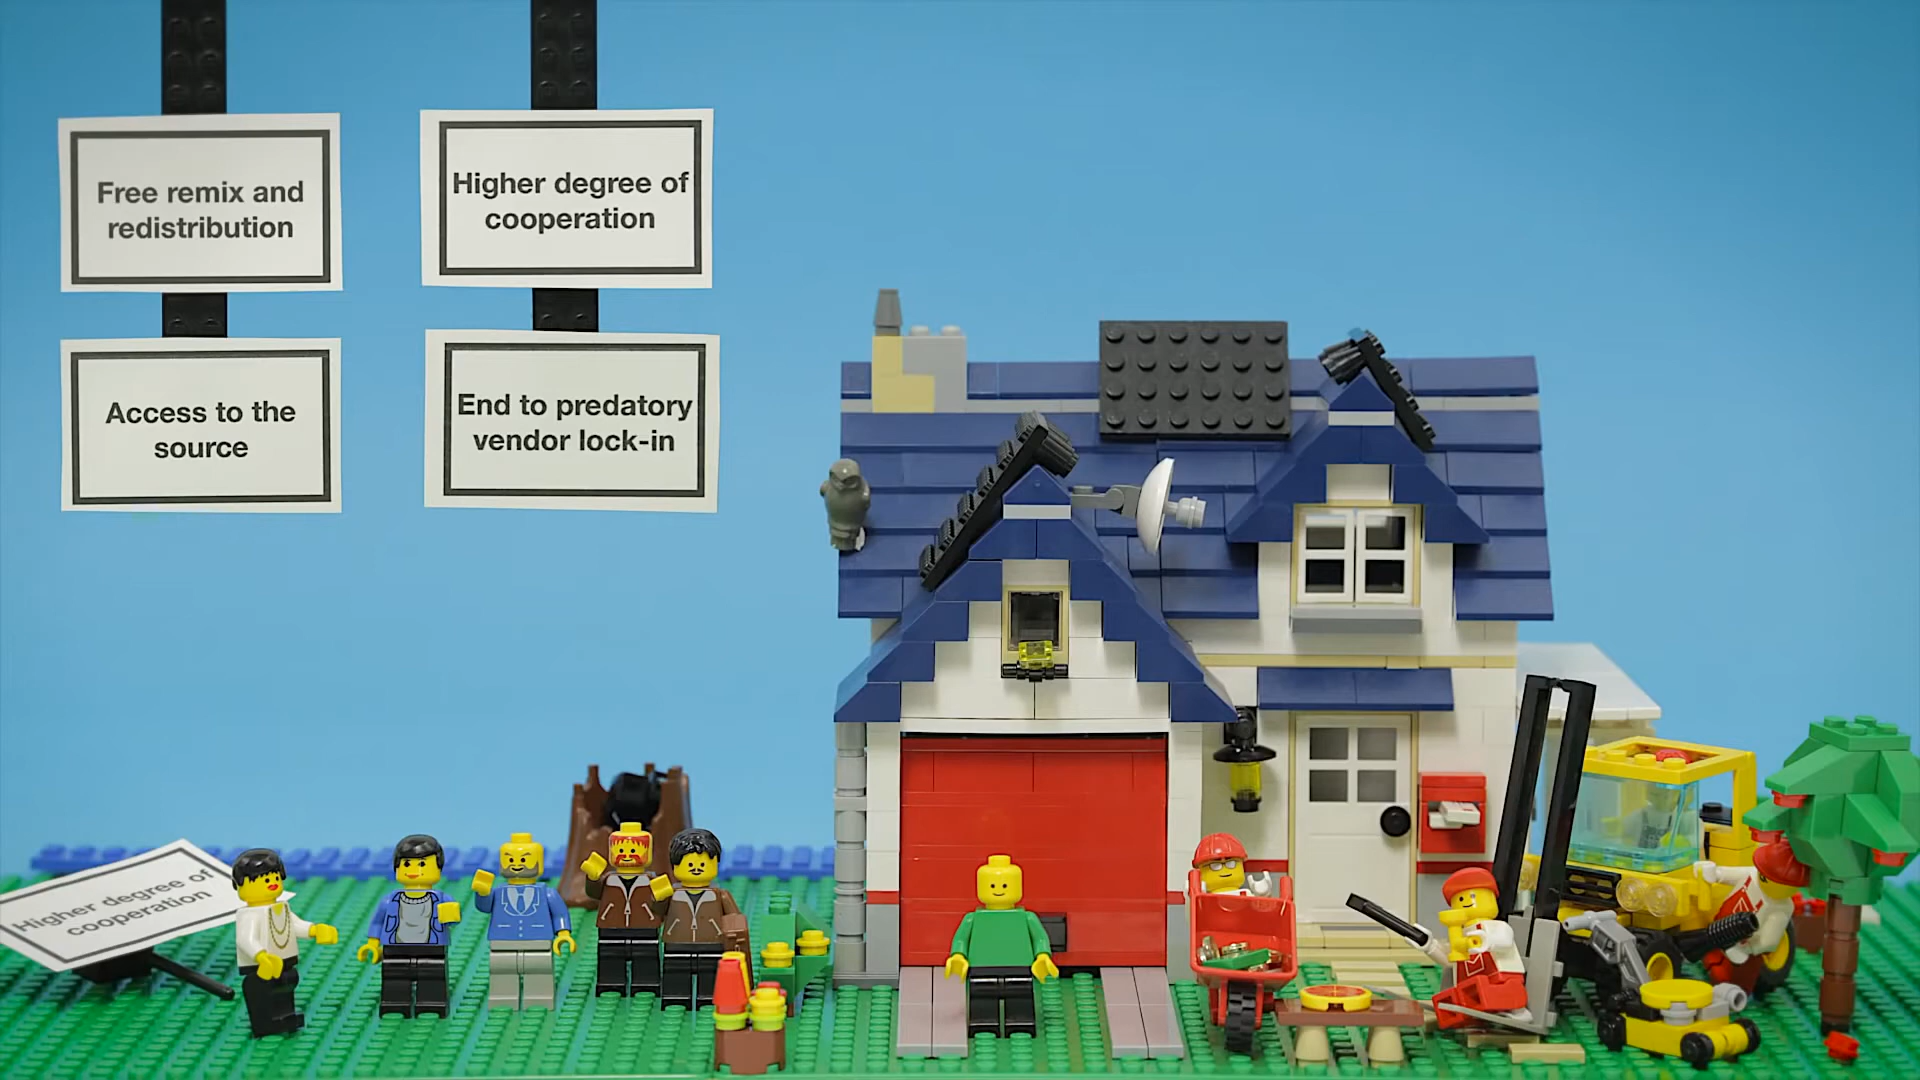 Free remix and
redistribution
Higher degree of
cooperation
Access to the
source
End to predatory
vendor lock-in
Higher degree of
cooperation